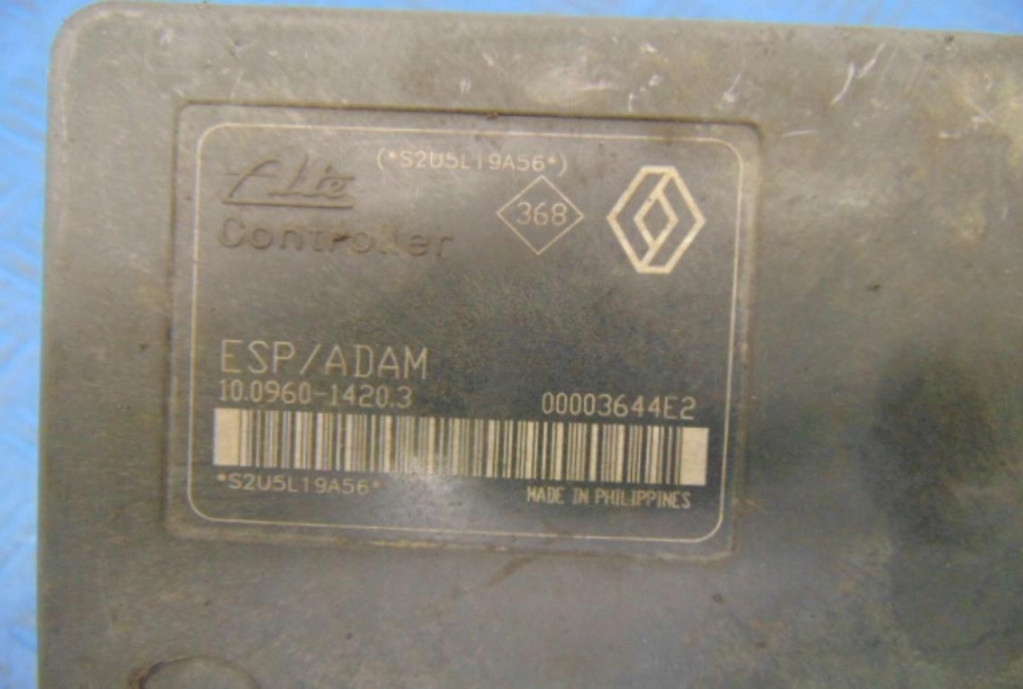 (*S2U5L19A56*)
Ate
368
Controller
ESP/ADAM
10.0960-1420.3 00003644E2
*S2U5L19A56*
MADE IN PHILIPPINES